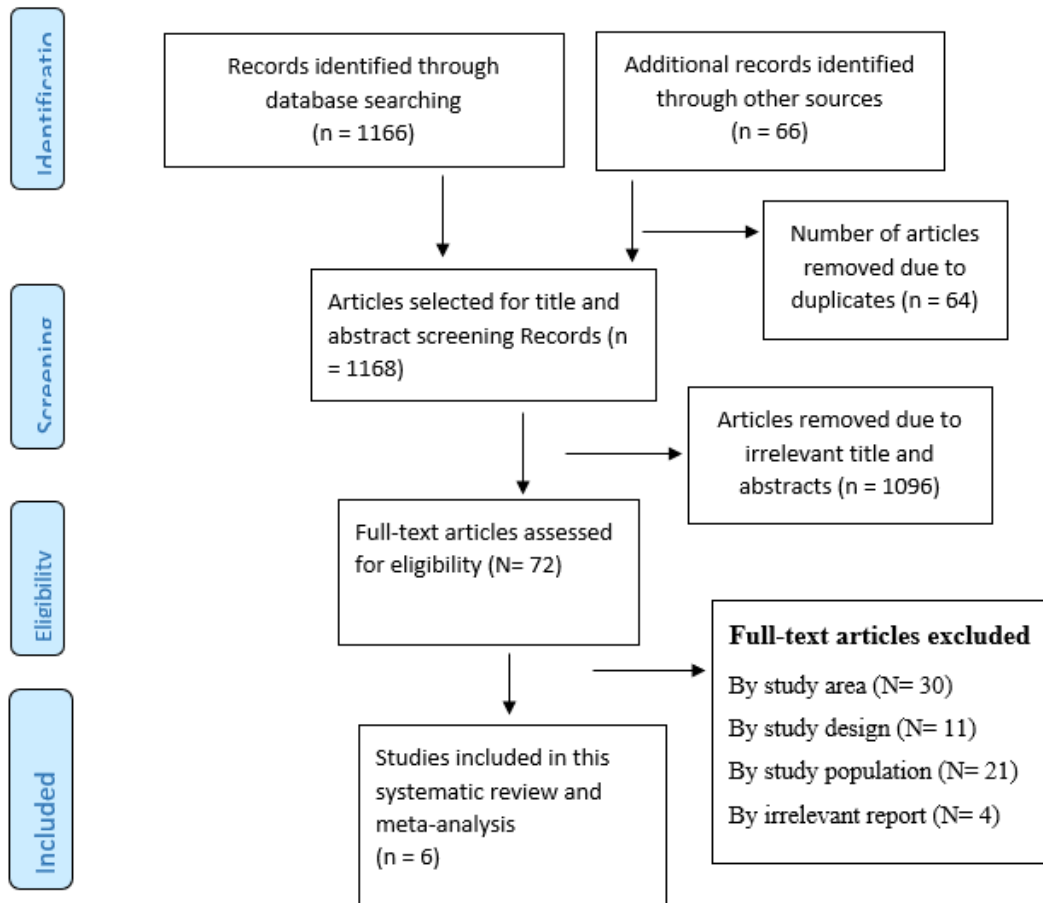 Identificatio
Records identified through
database searching
(n = 1166)
Additional records identified
through other sources
(n = 66)
Number of articles
removed due to
duplicates (n = 64)
Screening
Articles selected for title and
abstract screening Records (n
= 1168)
Articles removed due to
irrelevant title and
abstracts (n = 1096)
Eligibility
Full-text articles assessed
for eligibility (N= 72)
Full-text articles excluded
By study area (N= 30)
By study design (N= 11)
By study population (N= 21)
By irrelevant report (N= 4)
Included
Studies included in this
systematic review and
meta-analysis
(n = 6)